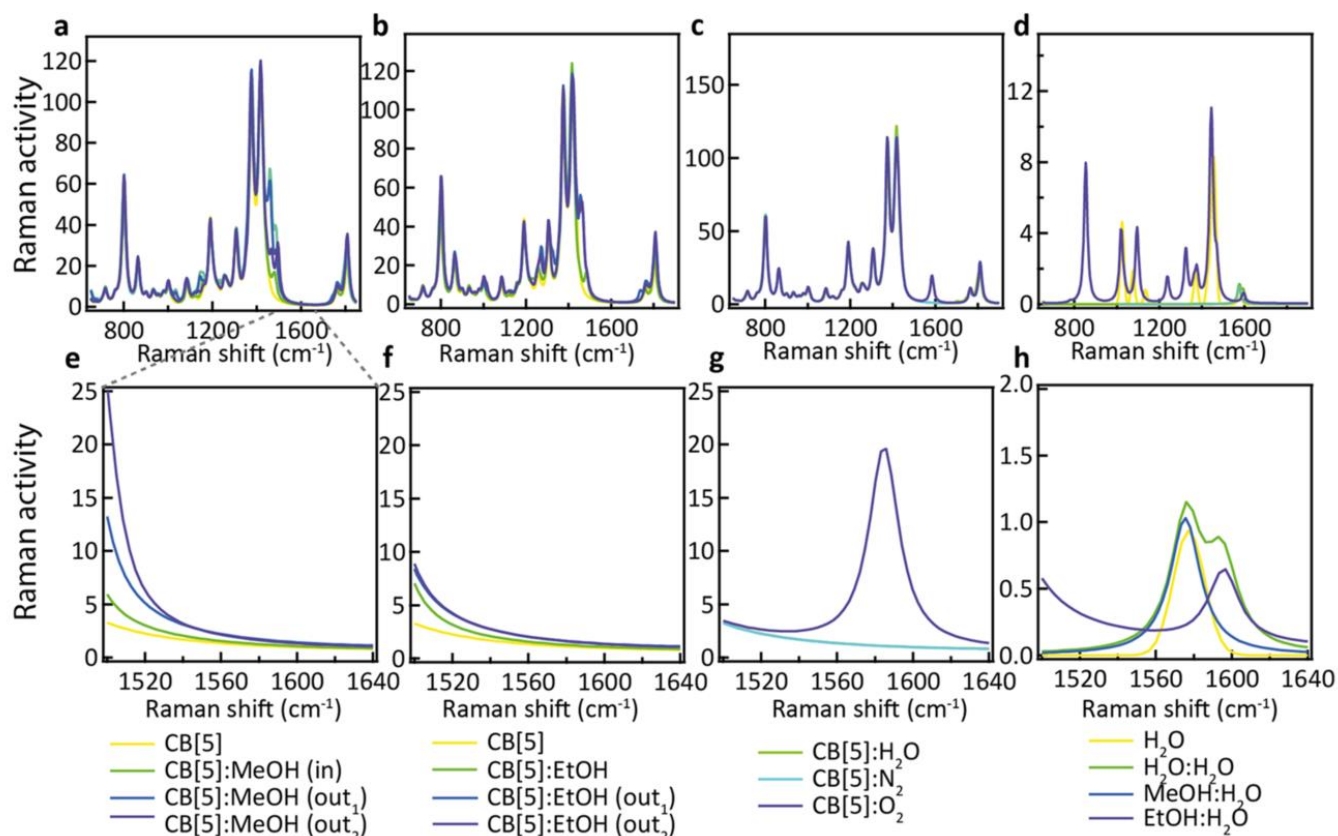 a
b
c
d
Raman activity
120
100
80
60
40
20
0
800
1200
1600
Raman shift (cm⁻¹)
120
100
80
60
40
20
0
800
1200
1600
Raman shift (cm⁻¹)
150
100
50
0
800
1200
1600
Raman shift (cm⁻¹)
12
8
4
0
800
1200
1600
Raman shift (cm⁻¹)
e
f
g
h
Raman activity
25
20
15
10
5
0
1520
1560
1600
1640
Raman shift (cm⁻¹)
25
20
15
10
5
0
1520
1560
1600
1640
Raman shift (cm⁻¹)
25
20
15
10
5
0
1520
1560
1600
1640
Raman shift (cm⁻¹)
2.0
1.5
1.0
0.5
0.0
1520
1560
1600
1640
Raman shift (cm⁻¹)
CB[5]
CB[5]:MeOH (in)
CB[5]:MeOH (out₁)
CB[5]:MeOH (out₂)
CB[5]
CB[5]:EtOH
CB[5]:EtOH (out₁)
CB[5]:EtOH (out₂)
CB[5]:H₂O
CB[5]:N₂
CB[5]:O₂
H₂O
H₂O:H₂O
MeOH:H₂O
EtOH:H₂O